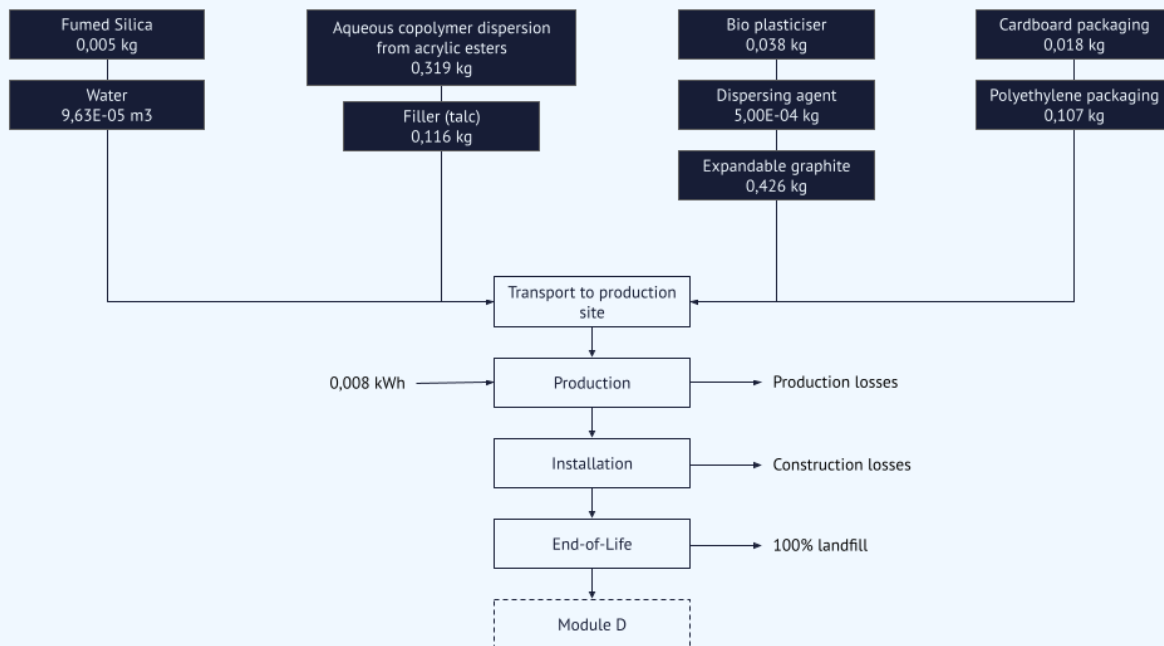 Fumed Silica
0,005 kg
Water
9,63E-05 m3
Aqueous copolymer dispersion
from acrylic esters
0,319 kg
Filler (talc)
0,116 kg
Bio plasticiser
0,038 kg
Dispersing agent
5,00E-04 kg
Expandable graphite
0,426 kg
Cardboard packaging
0,018 kg
Polyethylene packaging
0,107 kg
Transport to production
site
0,008 kWh
Production
Production losses
Installation
Construction losses
End-of-Life
100% landfill
Module D